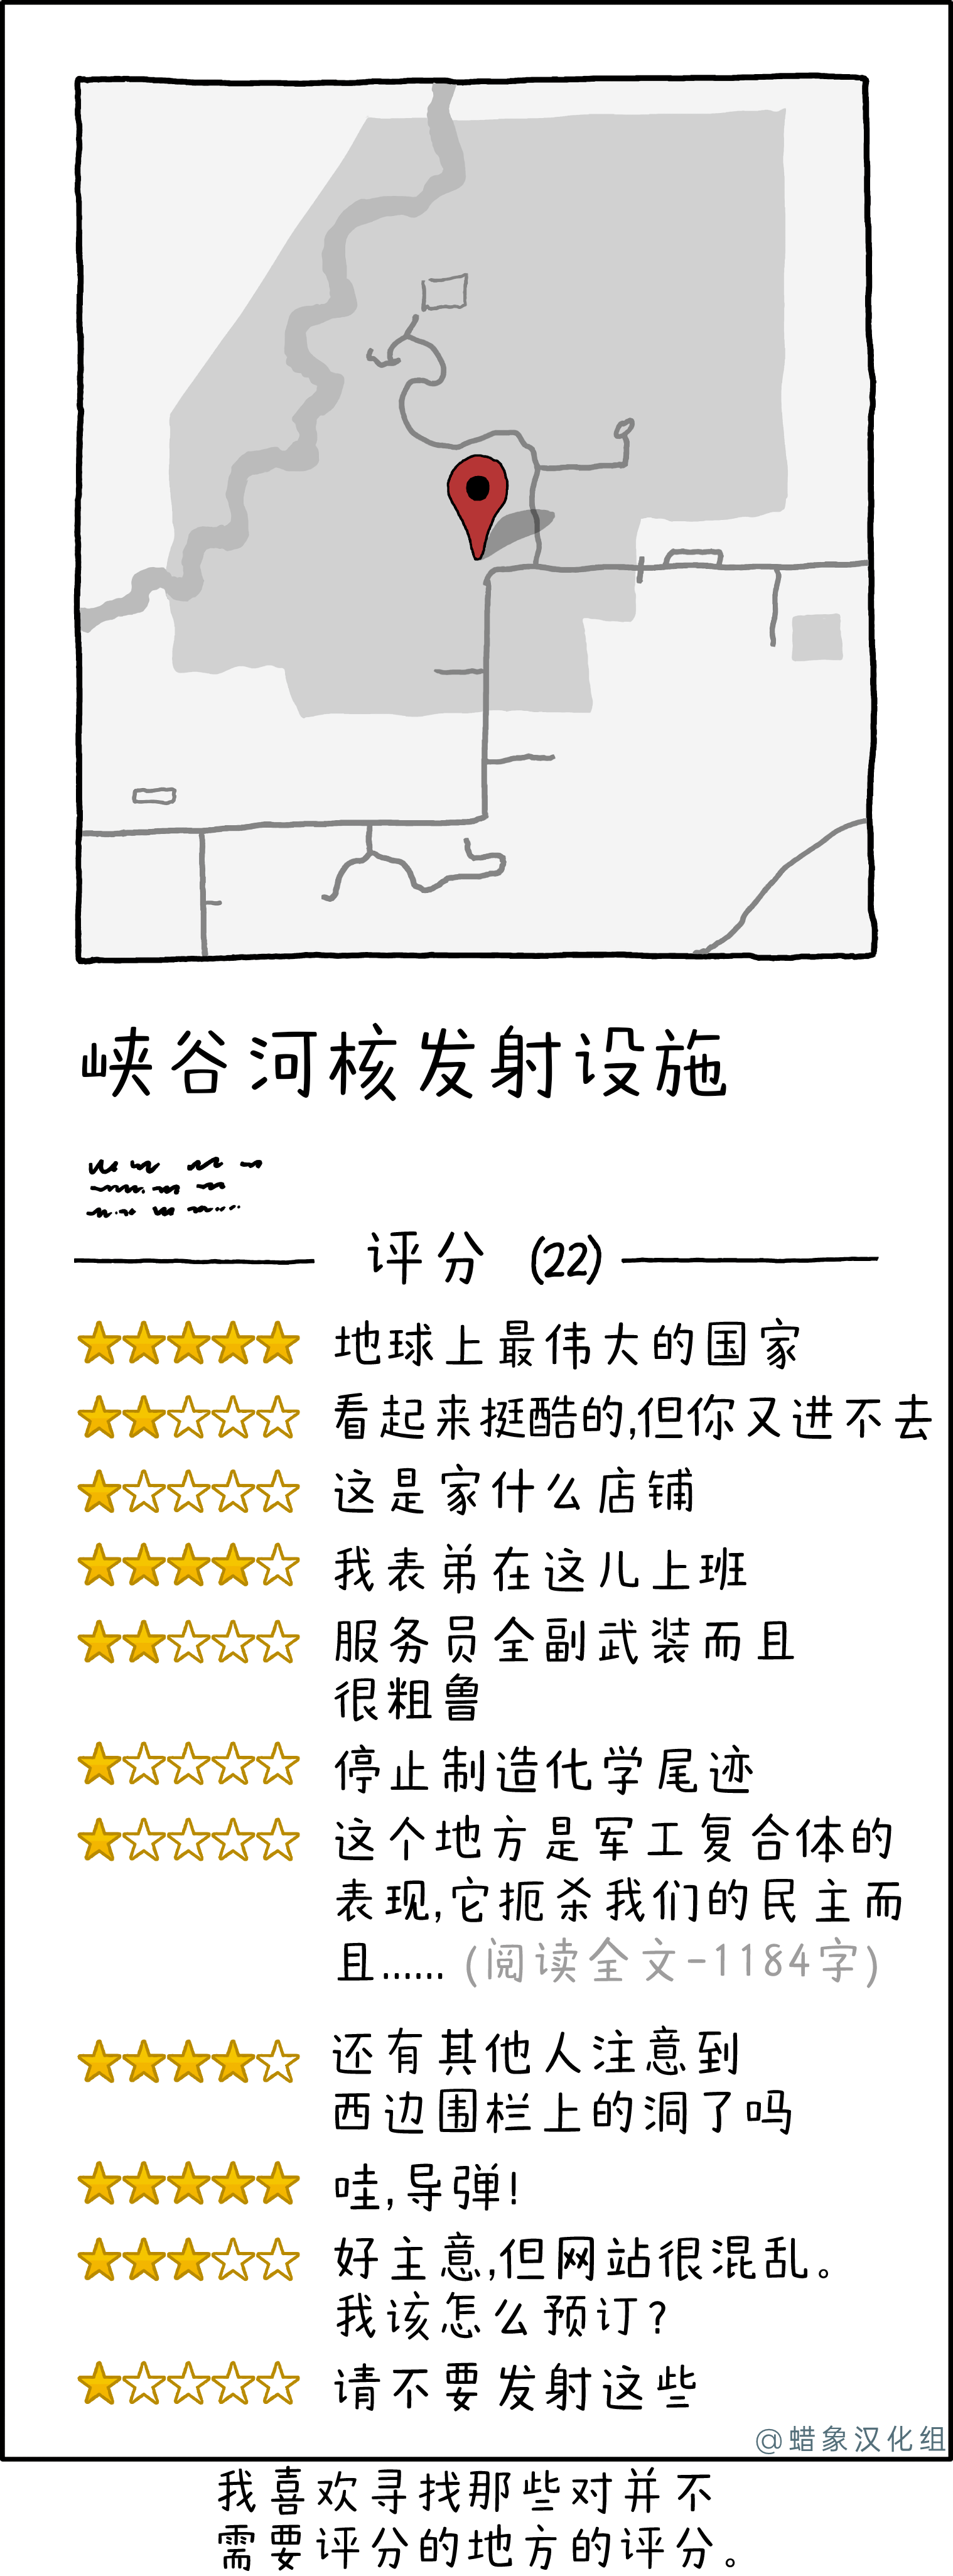 峡谷河核发射设施
评分 (22)
地球上最伟大的国家
看起来挺酷的,但你又进不去
这是家什么店铺
我表弟在这儿上班
服务员全副武装而且
很粗鲁
停止制造化学尾迹
这个地方是军工复合体的
表现,它扼杀我们的民主而
且…… (阅读全文-1184字)
还有其他人注意到
西边围栏上的洞了吗
哇,导弹!
好主意,但网站很混乱。
我该怎么预订?
请不要发射这些
@蜡象汉化组
我喜欢寻找那些对并不
需要评分的地方的评分。